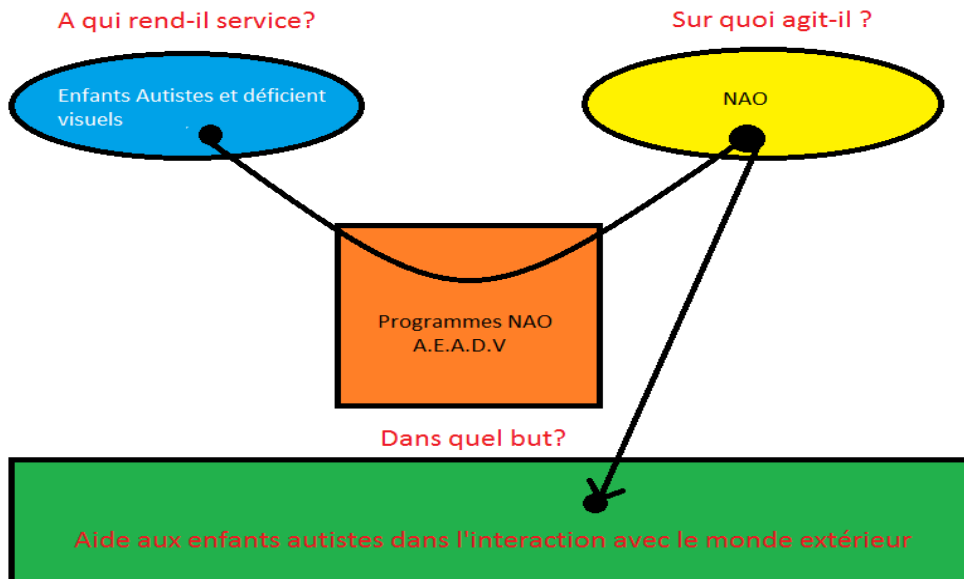 A qui rend-il service?
Sur quoi agit-il ?
Enfants Autistes et déficient
visuels
NAO
Programmes NAO
A.E.A.D.V
Dans quel but?
Aide aux enfants autistes dans l'interaction avec le monde extérieur